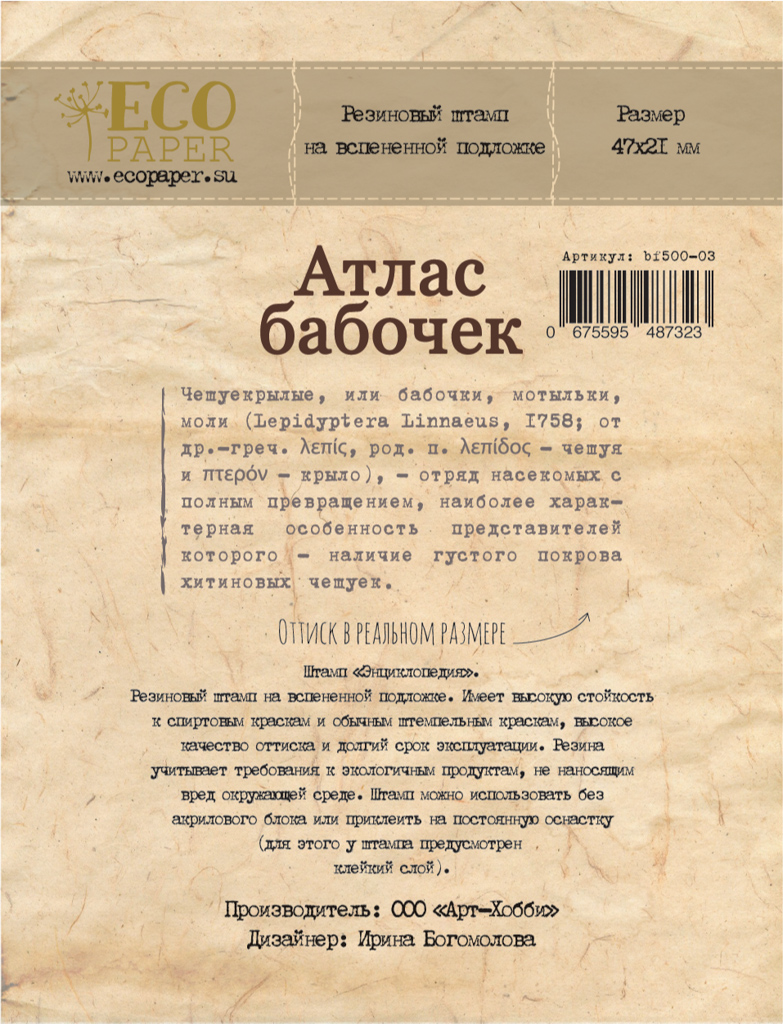 ECO
PAPER
www.ecopaper.su
Резиновый штамп
на вспененной подложке
Размер
47x21 мм
Атлас
бабочек
Артикул: bf500-03
0 675595 487323
Чешуекрылые, или бабочки, мотыльки,
моли (Lepidyptera Linnaeus, 1758; от
др.-греч. λεπίς, род. п. λεπίδος - чешуя
и πτερόν - крыло), - отряд насекомых с
полным превращением, наиболее харак-
терная особенность представителей
которого - наличие густого покрова
хитиновых чешуек.
Оттиск в реальном размере
Штамп «Энциклопедия».
Резиновый штамп на вспененной подложке. Имеет высокую стойкость
к спиртовым краскам и обычным штемпельным краскам, высокое
качество оттиска и долгий срок эксплуатации. Резина
учитывает требования к экологичным продуктам, не наносящим
вред окружающей среде. Штамп можно использовать без
акрилового блока или приклеить на постоянную оснастку
(для этого у штампа предусмотрен
клейкий слой).
Производитель: ООО «Арт-Хобби»
Дизайнер: Ирина Богомолова